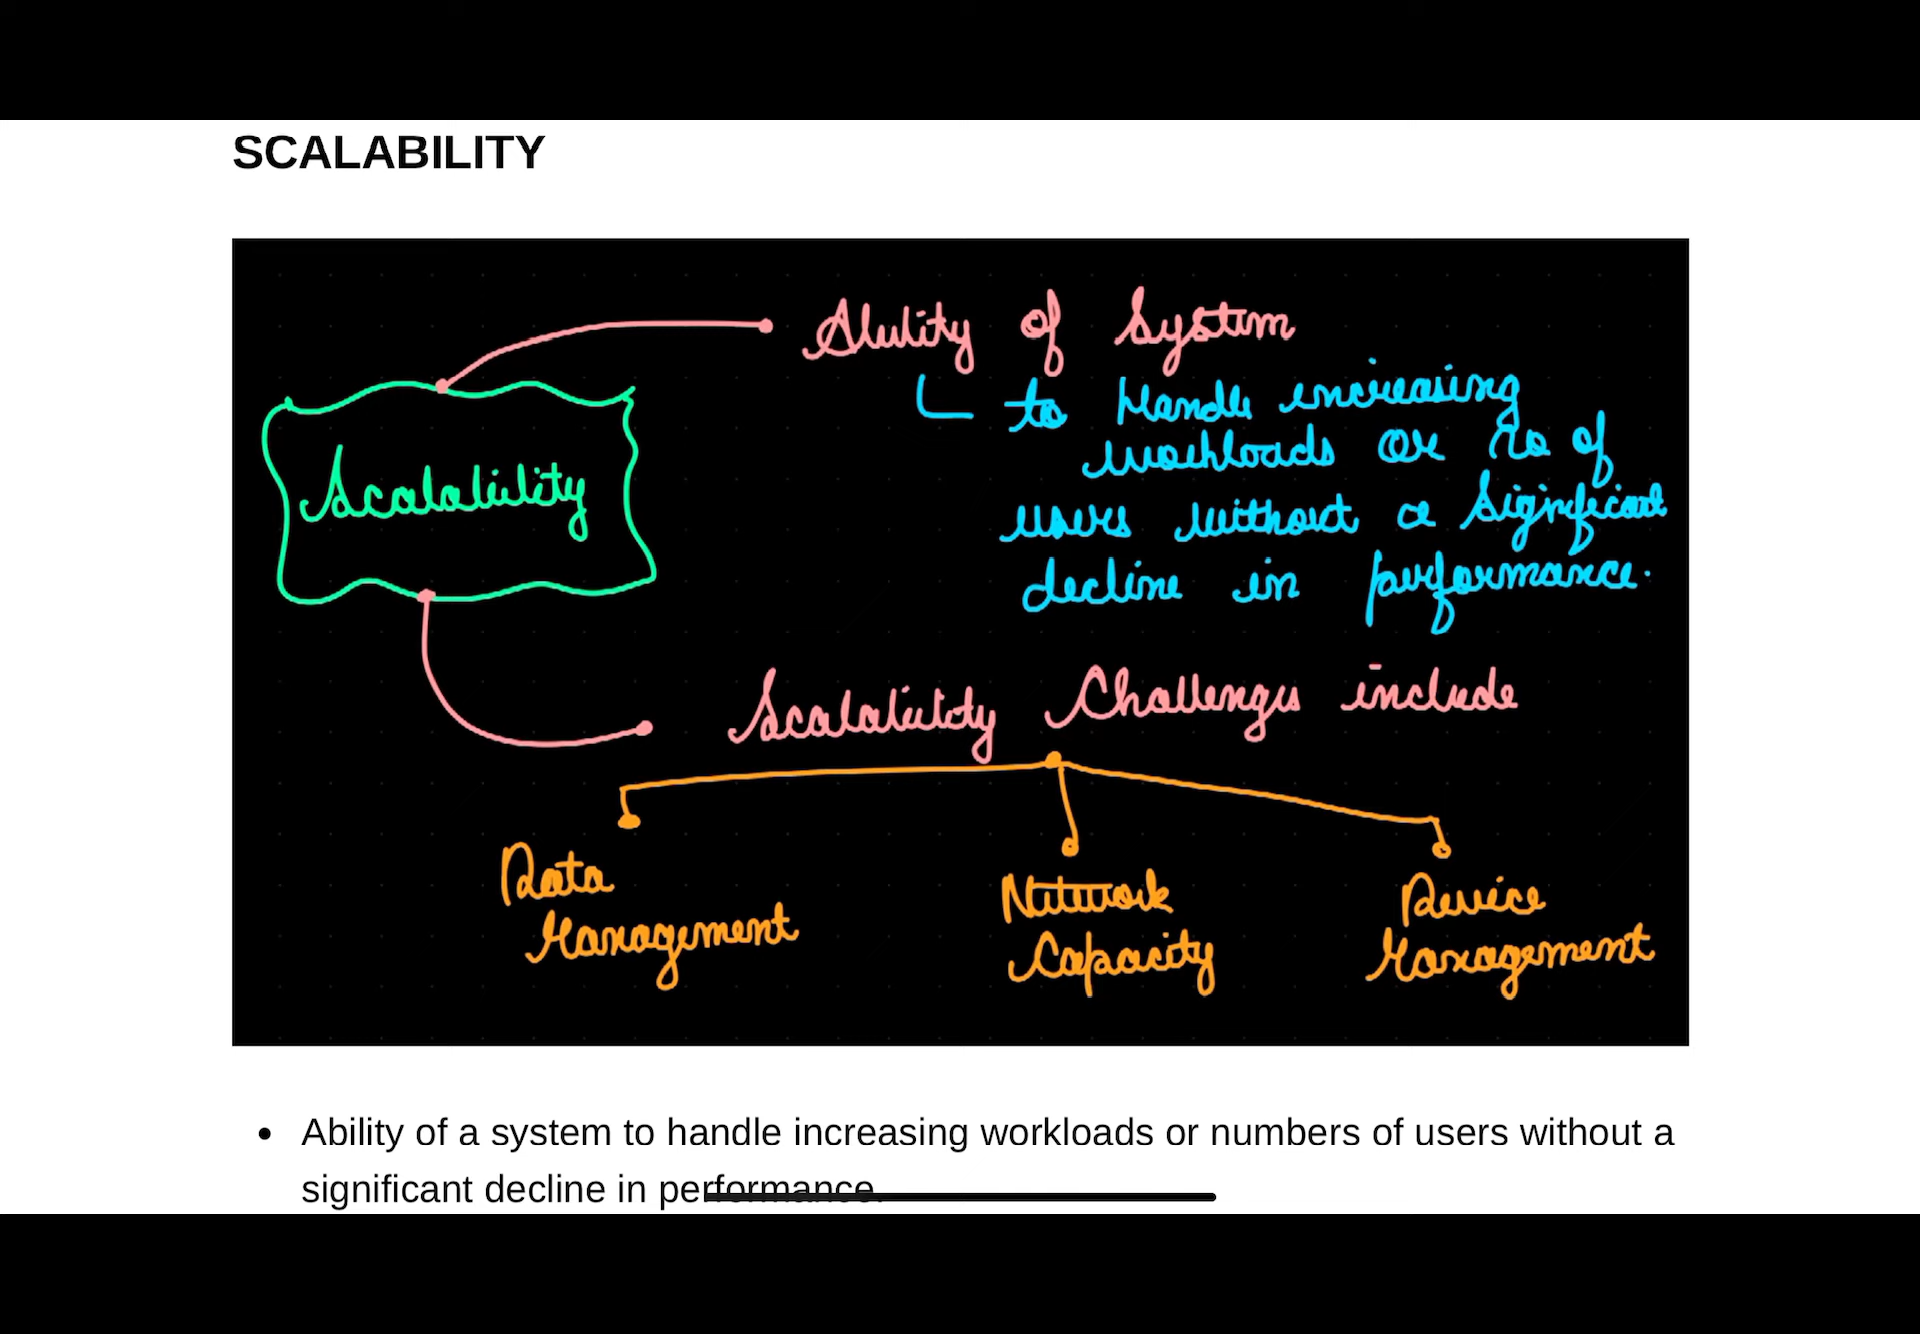 SCALABILITY
Ability of System
to Handle increasing
workloads or no of
users without a Significant
decline in performance.
Scalability
Scalability Challenges include
Data
Management
Network
Capacity
Device
Management
• Ability of a system to handle increasing workloads or numbers of users without a
significant decline in performance.